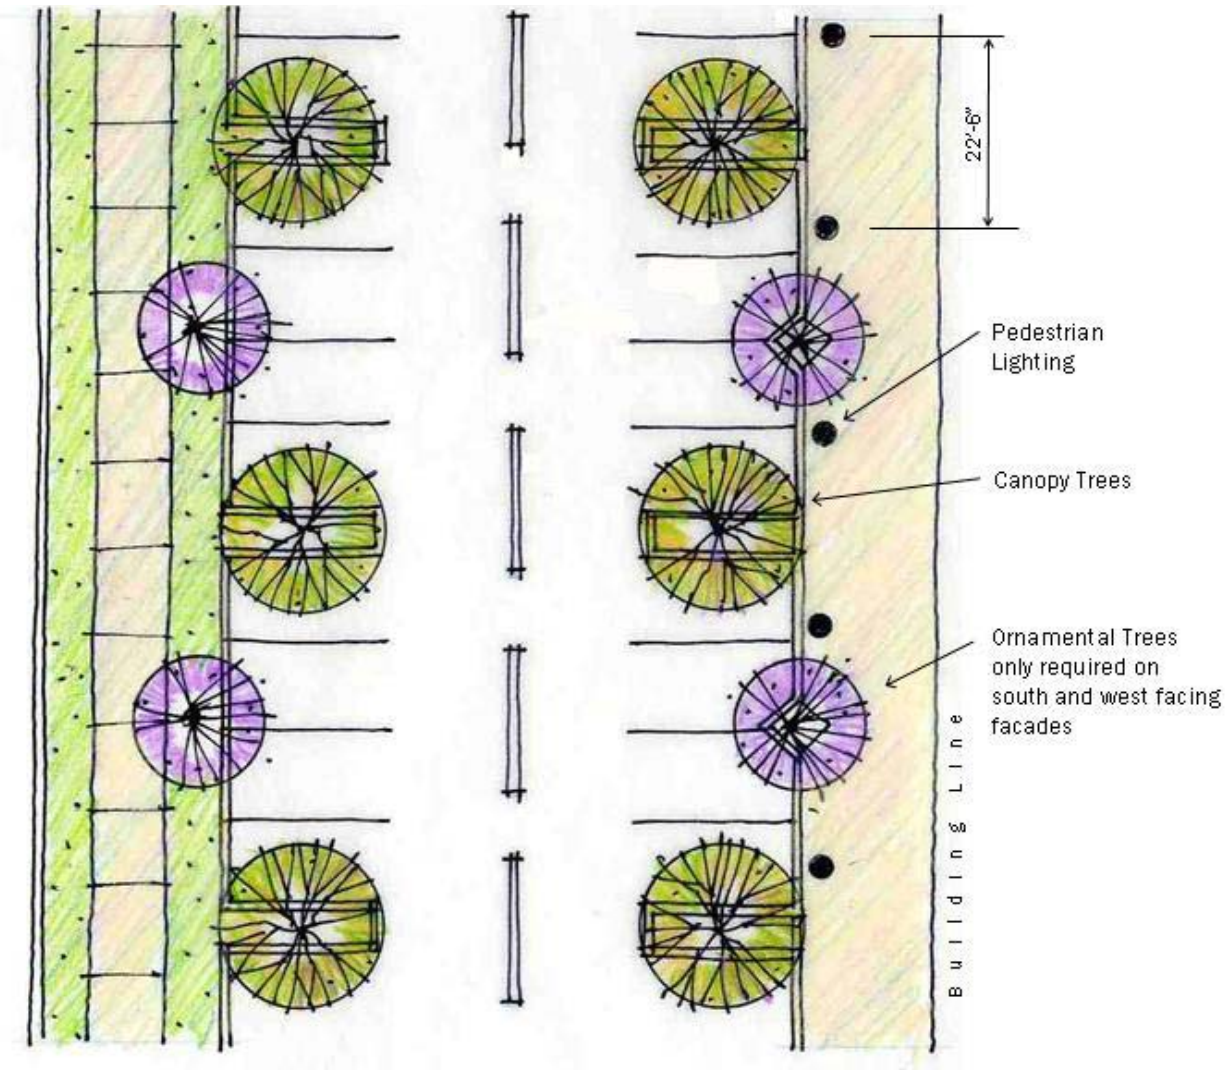 22'-6"
Pedestrian
Lighting
Canopy Trees
Ornamental Trees
only required on
south and west facing
facades
Building Line